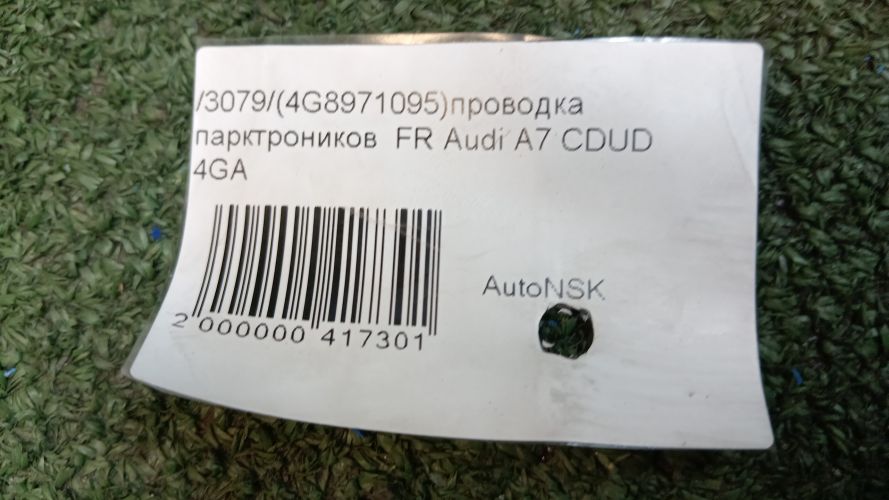 /3079/(4G8971095)проводка
парктроников FR Audi A7 CDUD
4GA
AutoNSK
2 000000 417301